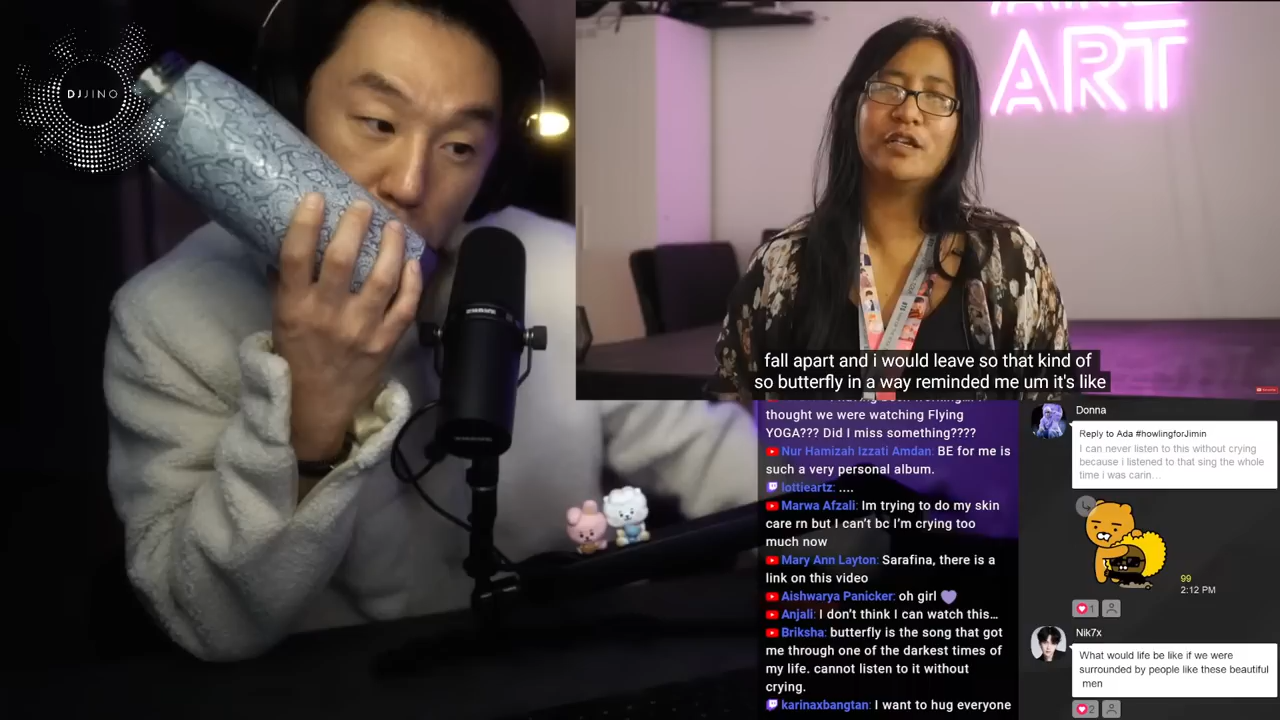 DJJINO
ART
fall apart and i would leave so that kind of
so butterfly in a way reminded me um it's like
SHURE
thought we were watching Flying
YOGA??? Did I miss something????
Nur Hamizah Izzati Amdan: BE for me is
such a very personal album.
lottieartz: ....
Marwa Afzali: Im trying to do my skin
care rn but I can't bc I'm crying too
much now
Mary Ann Layton: Sarafina, there is a
link on this video
Aishwarya Panicker: oh girl 💜
Anjali: I don't think I can watch this…
Briksha: butterfly is the song that got
me through one of the darkest times of
my life. cannot listen to it without
crying.
karinaxbangtan: I want to hug everyone
Donna
Reply to Ada #howlingforJimin
I can never listen to this without crying
because i listened to that sing the whole
time i was carin…
99
2:12 PM
1
Nik7x
What would life be like if we were
surrounded by people like these beautiful
men
2